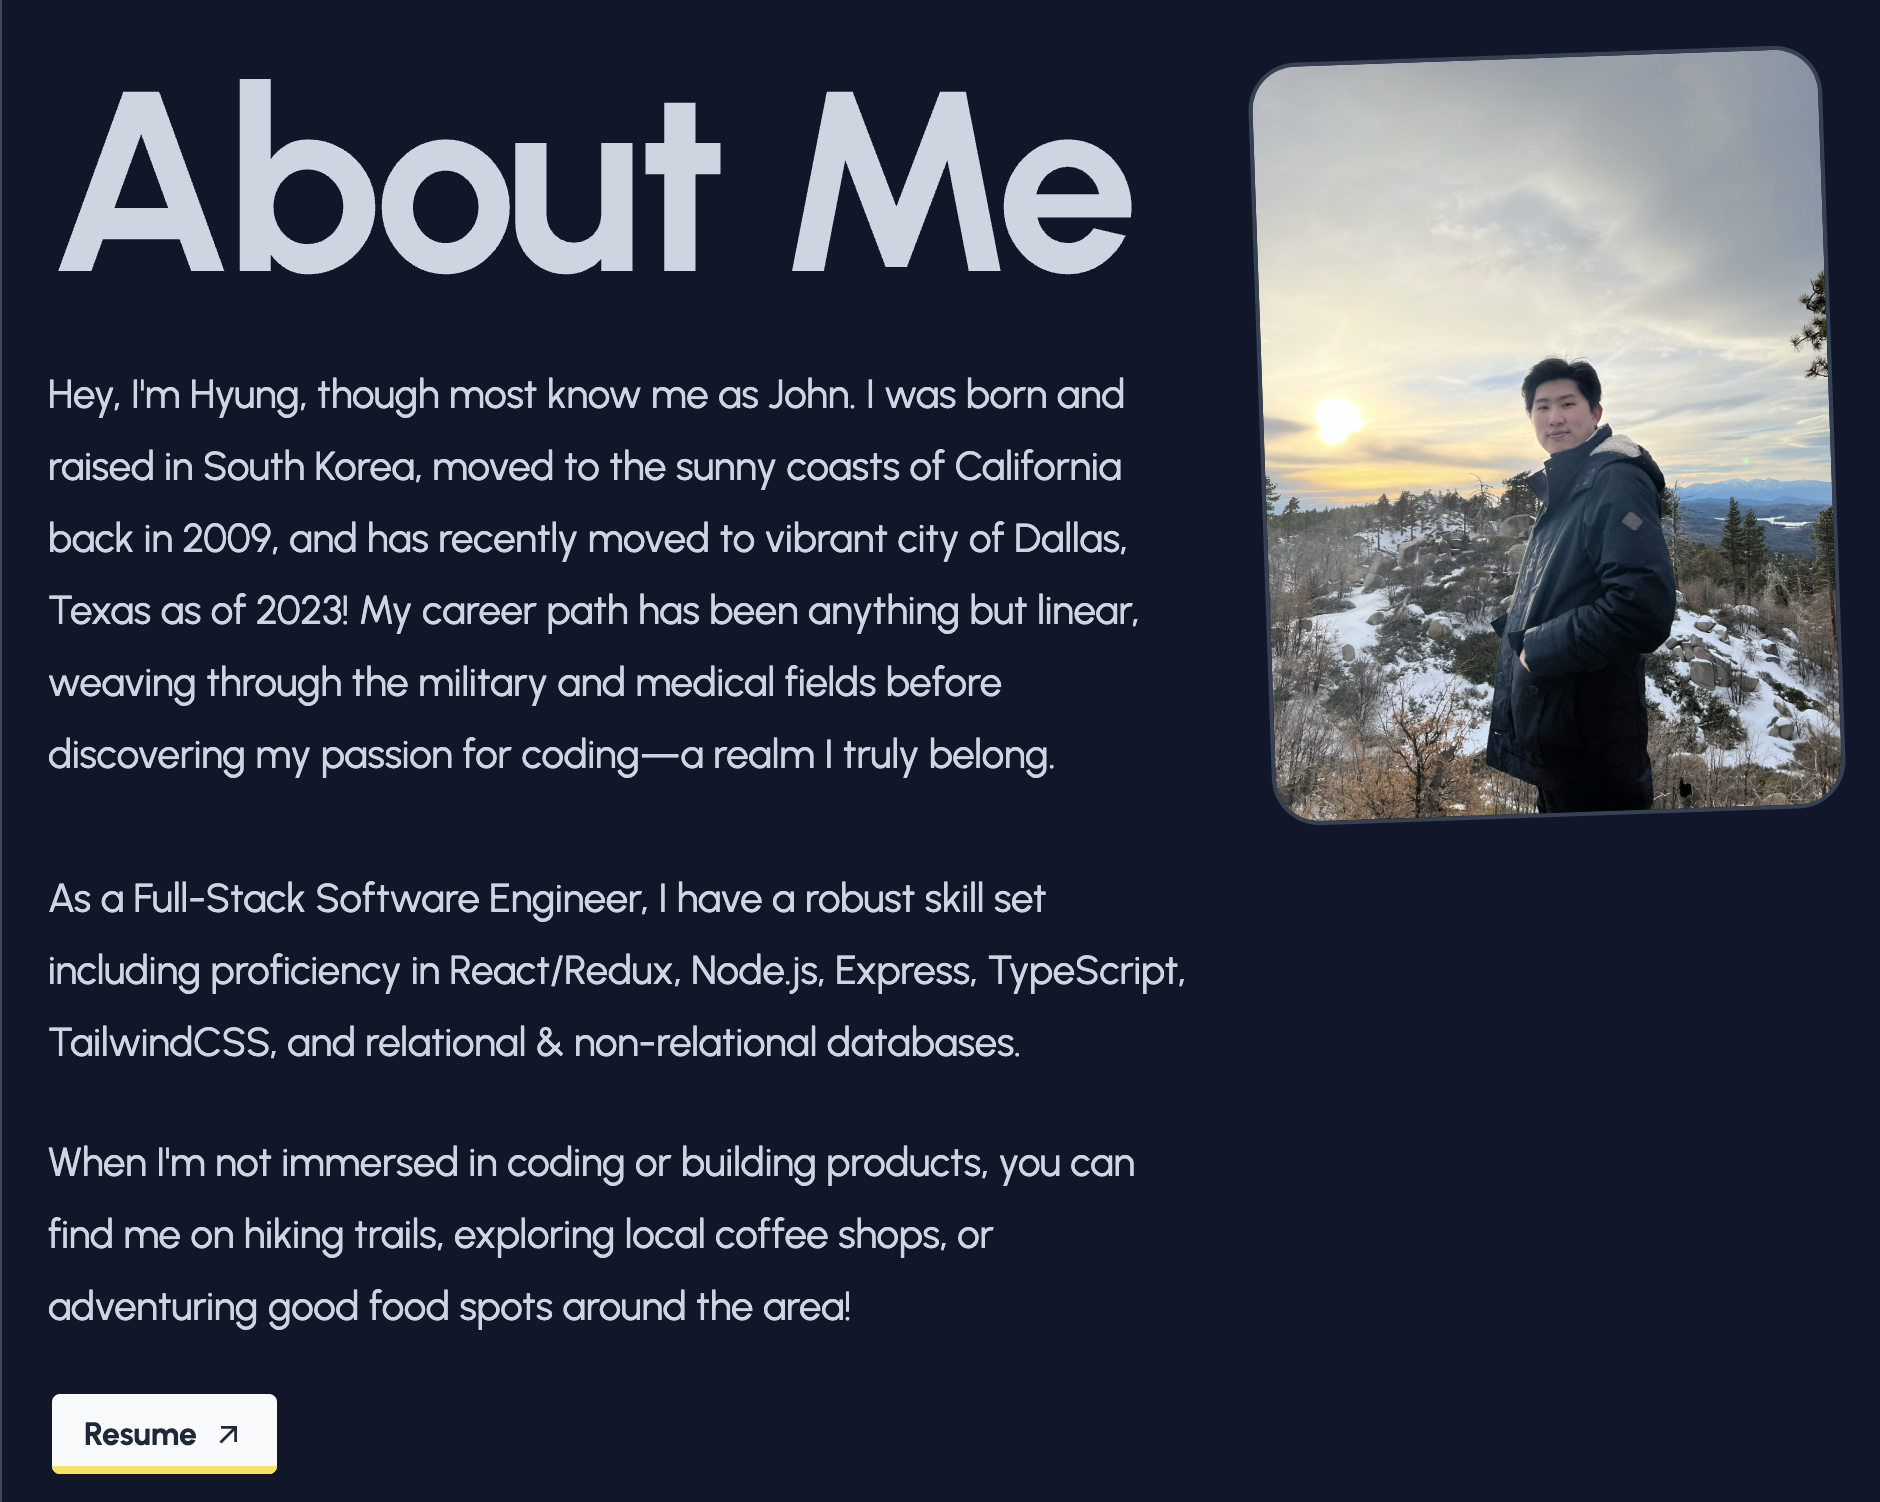 About Me
Hey, I'm Hyung, though most know me as John. I was born and
raised in South Korea, moved to the sunny coasts of California
back in 2009, and has recently moved to vibrant city of Dallas,
Texas as of 2023! My career path has been anything but linear,
weaving through the military and medical fields before
discovering my passion for coding—a realm I truly belong.
As a Full-Stack Software Engineer, I have a robust skill set
including proficiency in React/Redux, Node.js, Express, TypeScript,
TailwindCSS, and relational & non-relational databases.
When I'm not immersed in coding or building products, you can
find me on hiking trails, exploring local coffee shops, or
adventuring good food spots around the area!
Resume